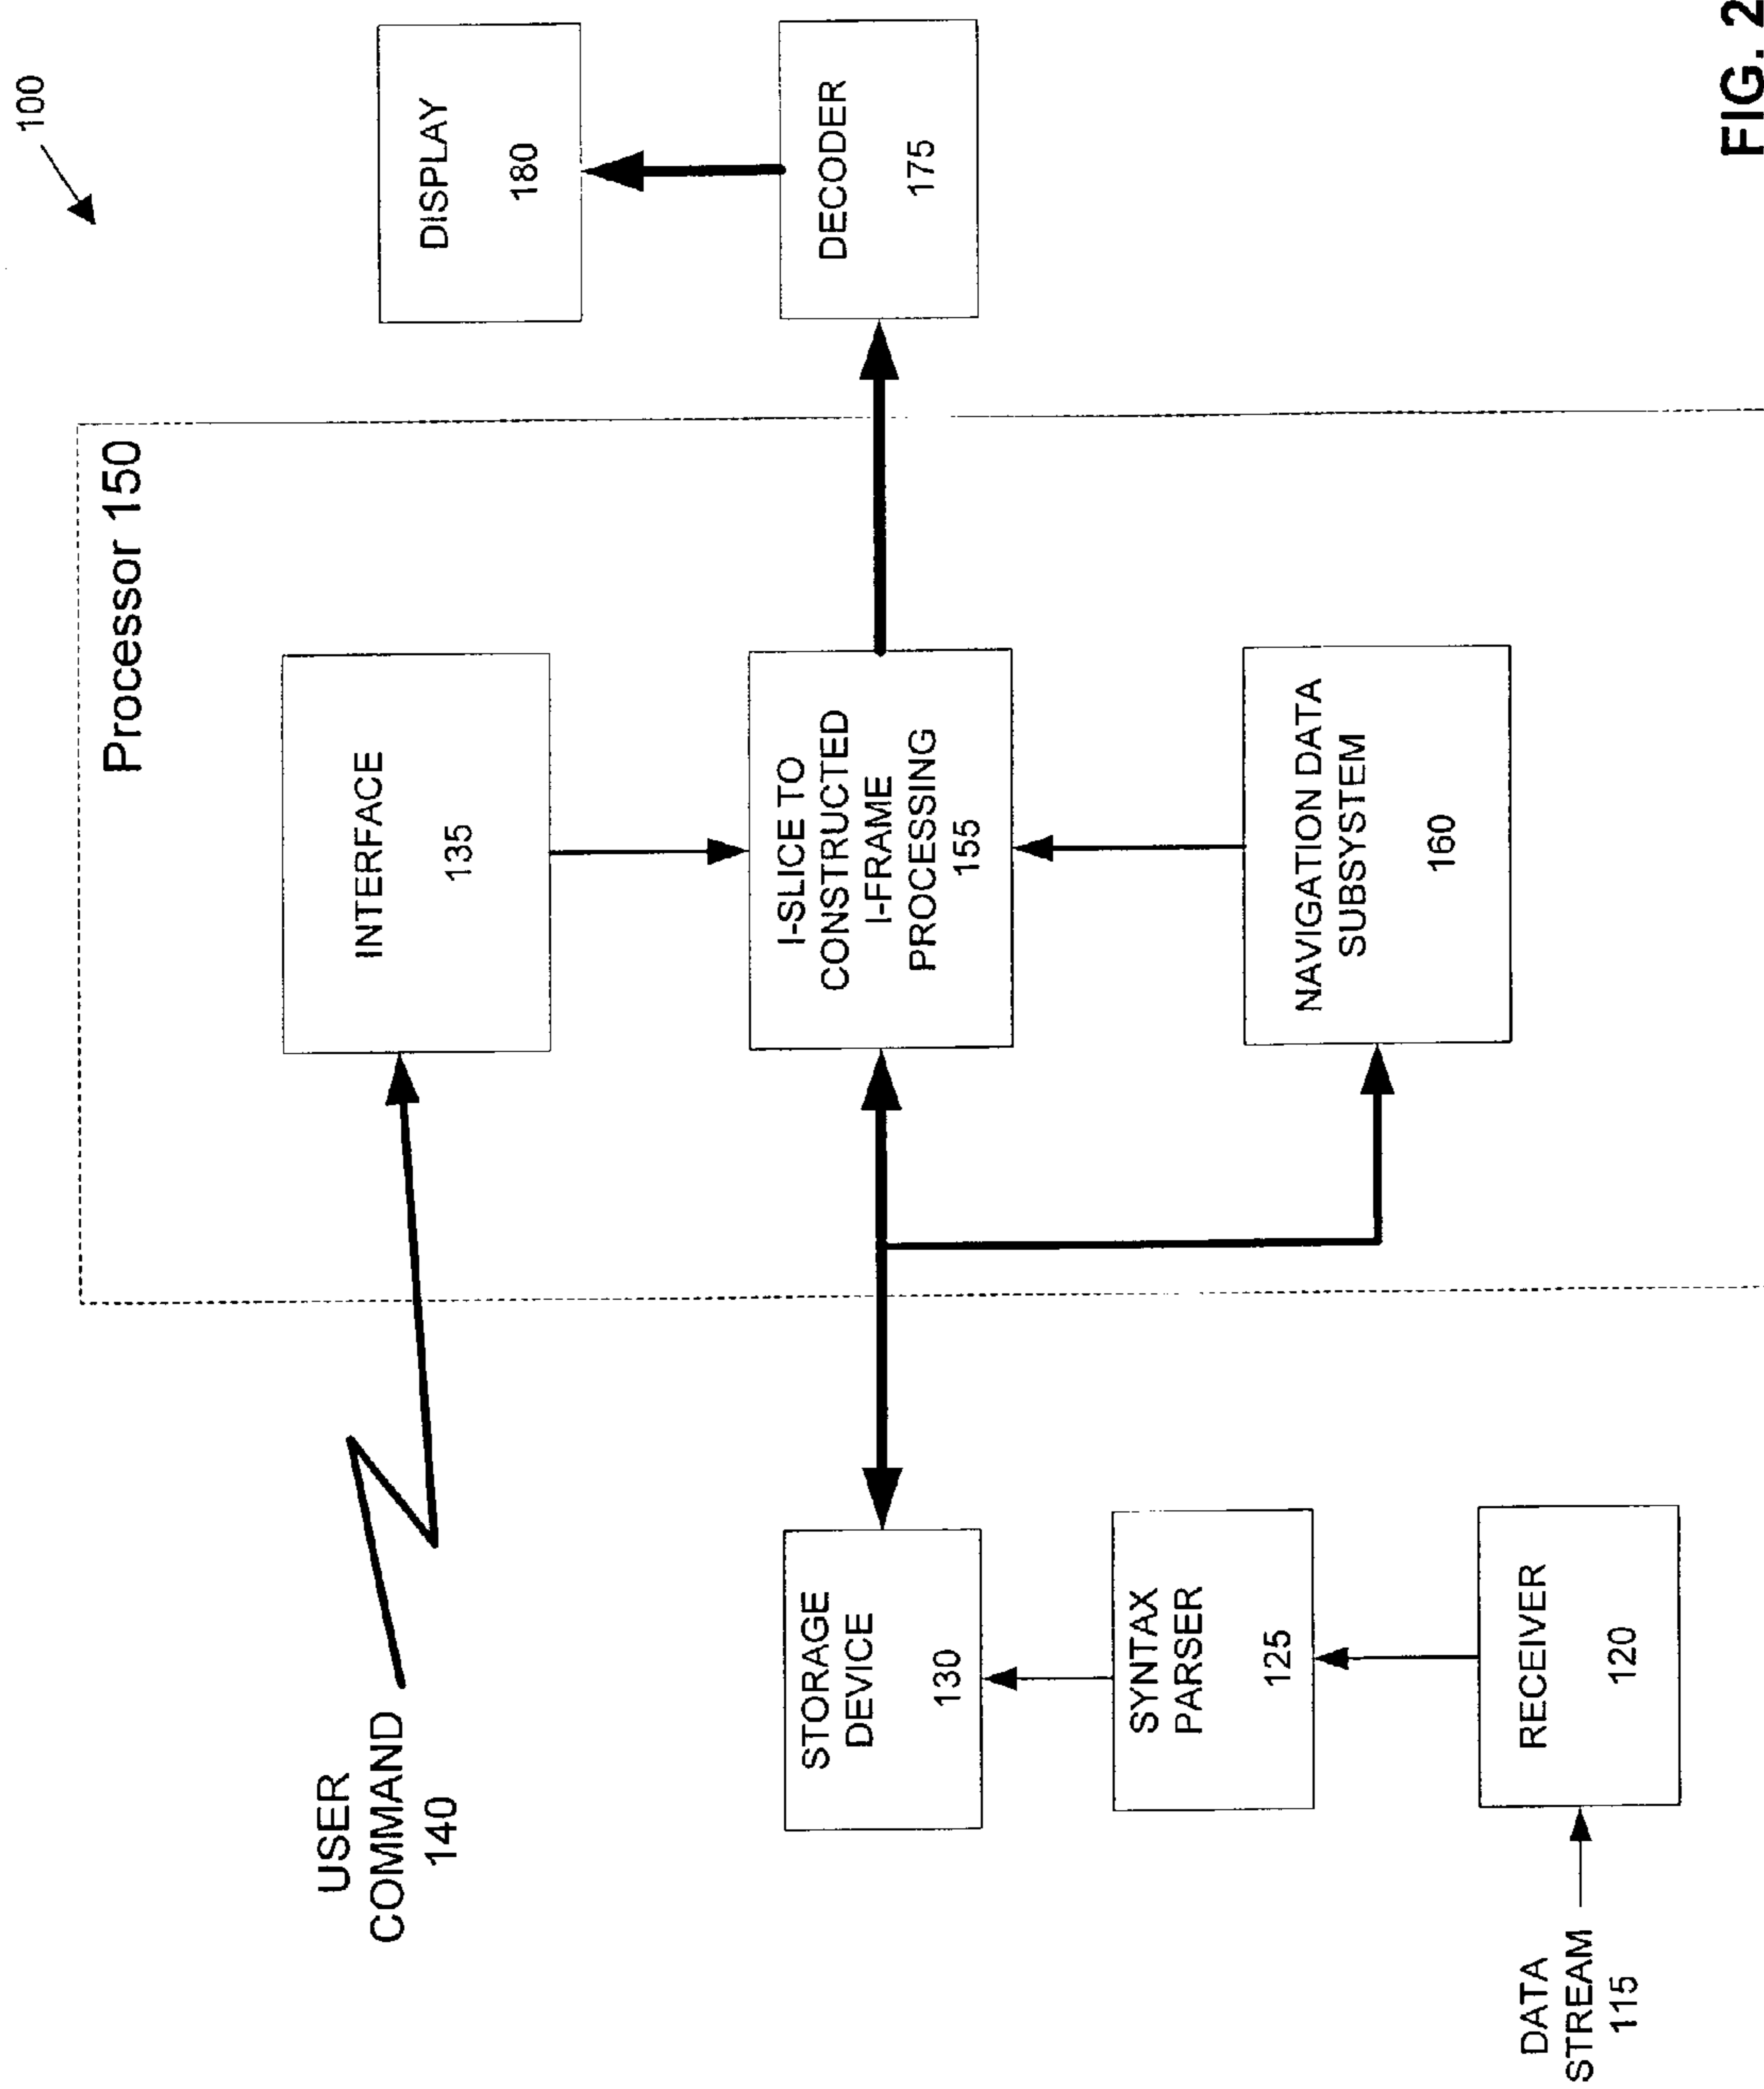 100
Processor 150
USER
COMMAND
140
INTERFACE
135
DISPLAY
180
STORAGE
DEVICE
130
I-SLICE TO
CONSTRUCTED
I-FRAME
PROCESSING
155
DECODER
175
SYNTAX
PARSER
125
NAVIGATION DATA
SUBSYSTEM
160
DATA
STREAM
115
RECEIVER
120
FIG. 2